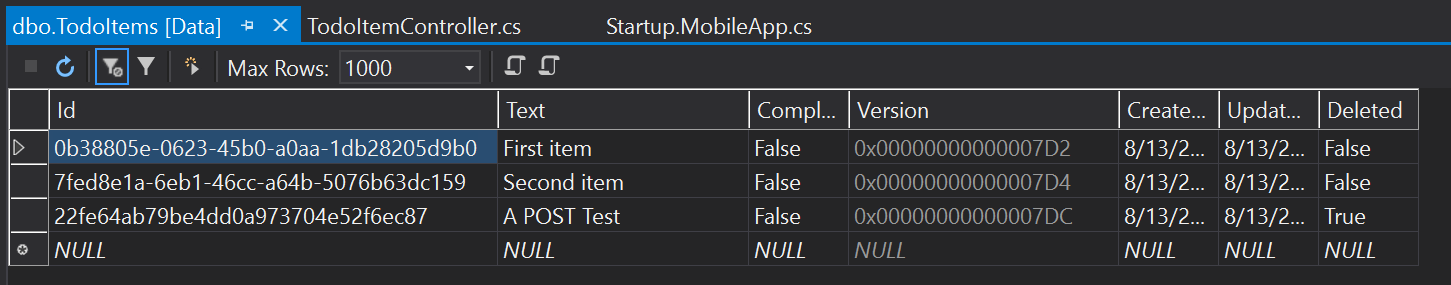 dbo.TodoItems [Data] TodoItemController.cs Startup.MobileApp.cs
Max Rows: 1000
Id Text Compl... Version Create... Updat... Deleted
0b38805e-0623-45b0-a0aa-1db28205d9b0 First item False 0x00000000000007D2 8/13/2... 8/13/2... False
7fed8e1a-6eb1-46cc-a64b-5076b63dc159 Second item False 0x00000000000007D4 8/13/2... 8/13/2... False
22fe64ab79be4dd0a973704e52f6ec87 A POST Test False 0x00000000000007DC 8/13/2... 8/13/2... True
NULL NULL NULL NULL NULL NULL NULL